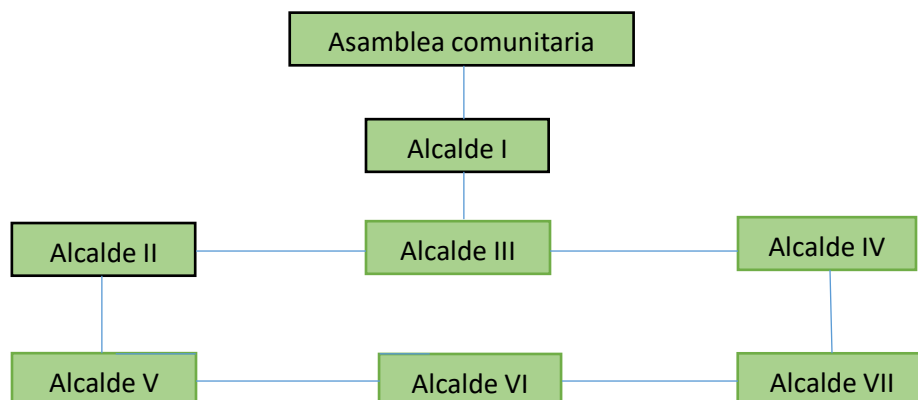 Asamblea comunitaria
Alcalde I
Alcalde II
Alcalde III
Alcalde IV
Alcalde V
Alcalde VI
Alcalde VII